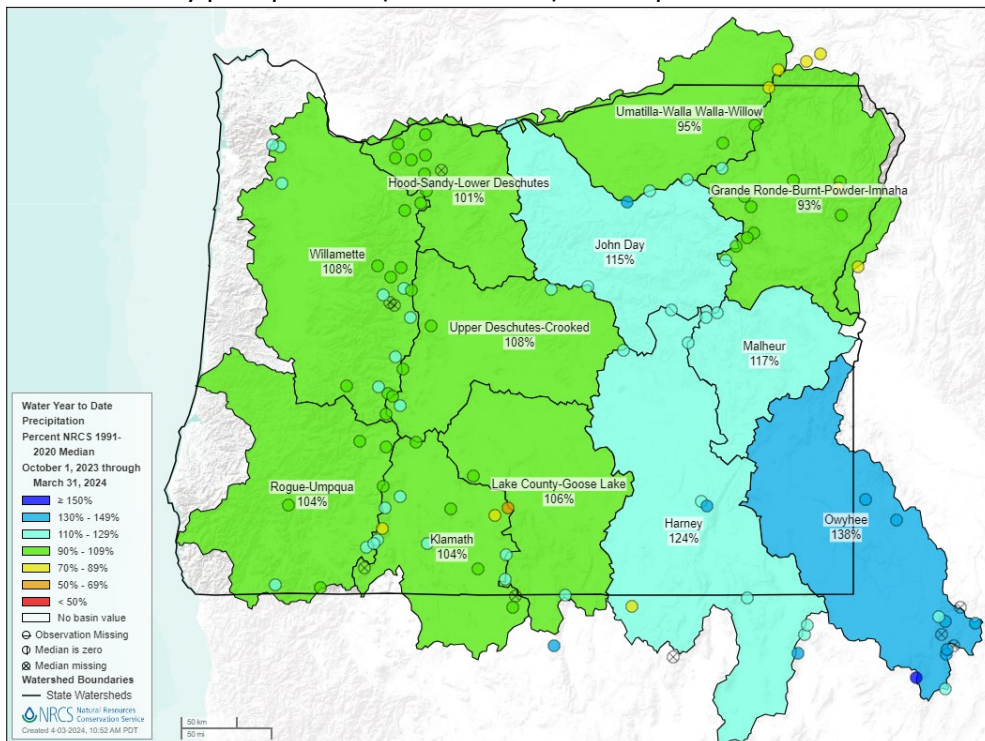 Umatilla-Walla Walla-Willow
95%
Hood-Sandy-Lower Deschutes
101%
Grande Ronde-Burnt-Powder-Imnaha
93%
John Day
115%
Willamette
108%
Upper Deschutes-Crooked
108%
Malheur
117%
Rogue-Umpqua
104%
Lake County-Goose Lake
106%
Klamath
104%
Harney
124%
Owyhee
138%
Water Year to Date
Precipitation
Percent NRCS 1991-
2020 Median
October 1, 2023 through
March 31, 2024
≥ 150%
130% - 149%
110% - 129%
90% - 109%
70% - 89%
50% - 69%
< 50%
No basin value
Observation Missing
Median is zero
Median missing
Watershed Boundaries
State Watersheds
NRCS Natural Resources
Conservation Service
Created 4-03-2024, 10:52 AM PDT
50 km
50 mi